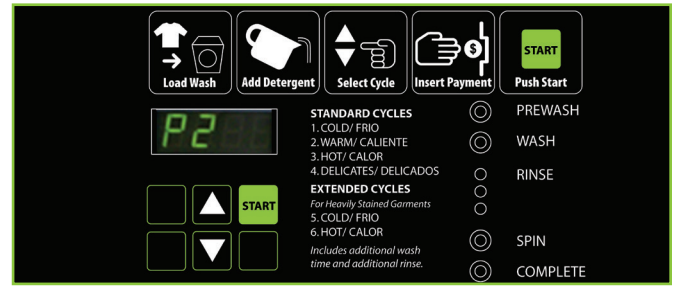 START
Load Wash
Add Detergent
Select Cycle
Insert Payment
Push Start
$
P2
STANDARD CYCLES
1. COLD/ FRIO
2. WARM/ CALIENTE
3. HOT/ CALOR
4. DELICATES/ DELICADOS
EXTENDED CYCLES
For Heavily Stained Garments
5. COLD/ FRIO
6. HOT/ CALOR
Includes additional wash
time and additional rinse.
START
PREWASH
WASH
RINSE
SPIN
COMPLETE